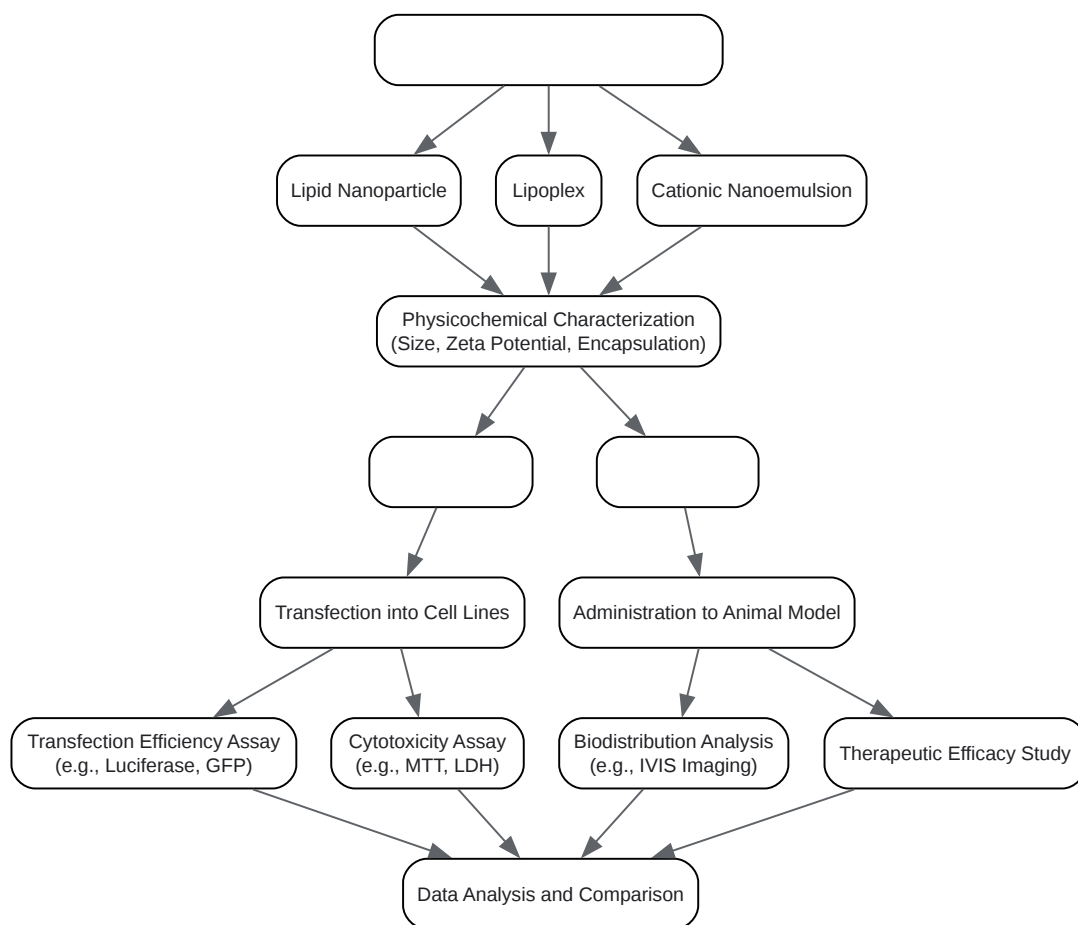 Lipid Nanoparticle
Lipoplex
Cationic Nanoemulsion
Physicochemical Characterization
(Size, Zeta Potential, Encapsulation)
Transfection into Cell Lines
Administration to Animal Model
Transfection Efficiency Assay
(e.g., Luciferase, GFP)
Cytotoxicity Assay
(e.g., MTT, LDH)
Biodistribution Analysis
(e.g., IVIS Imaging)
Therapeutic Efficacy Study
Data Analysis and Comparison